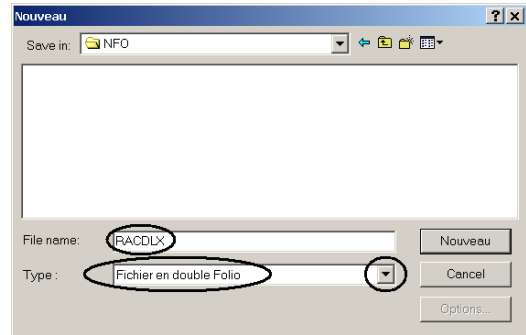 Nouveau
Save in: NFO
File name: RACDLX Nouveau
Type : Fichier en double Folio Cancel
Options...